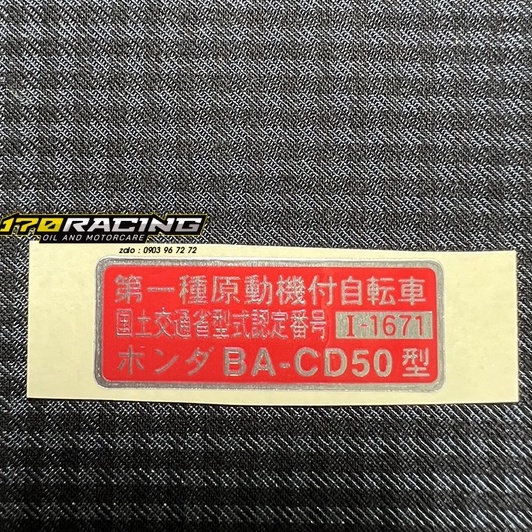 170RACING
OIL AND MOTORCARE
zalo : 0903 96 72 72
第一種原動機付自転車
国土交通省型式認定番号 I-1671
ホンダ BA-CD50 型